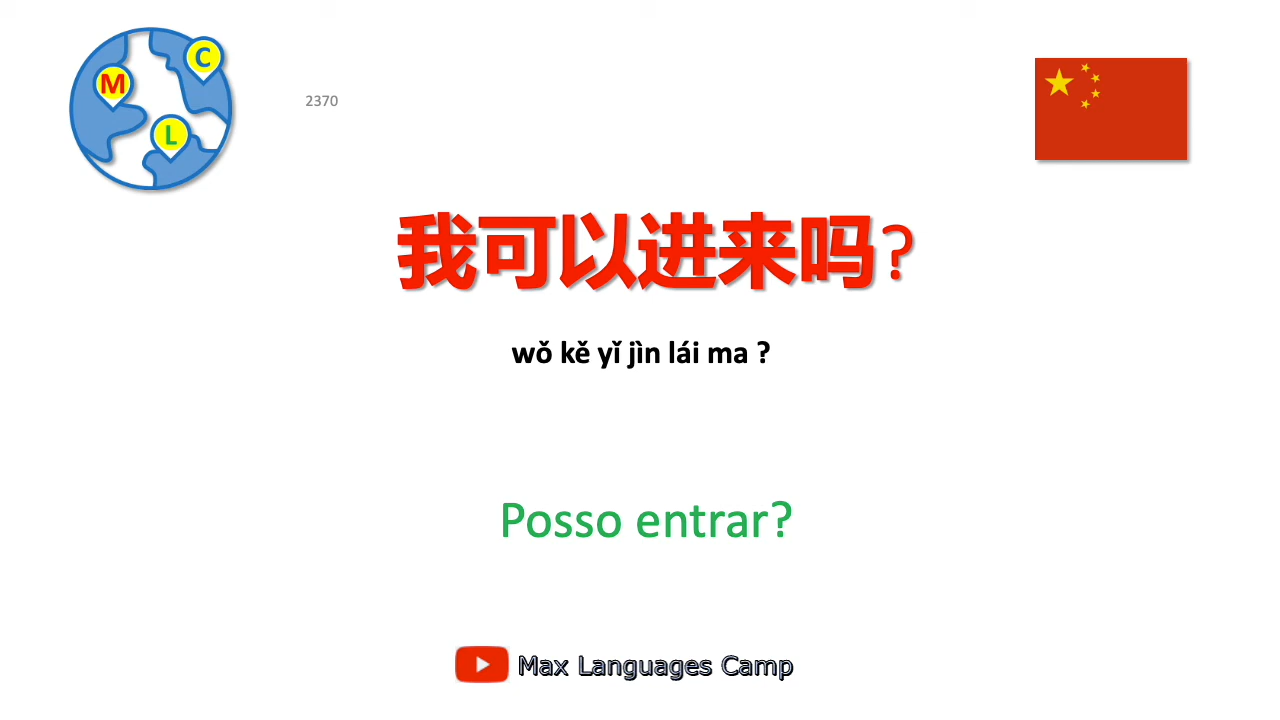 C
M
L
2370
我可以进来吗?
wǒ kě yǐ jìn lái ma ?
Posso entrar?
Max Languages Camp